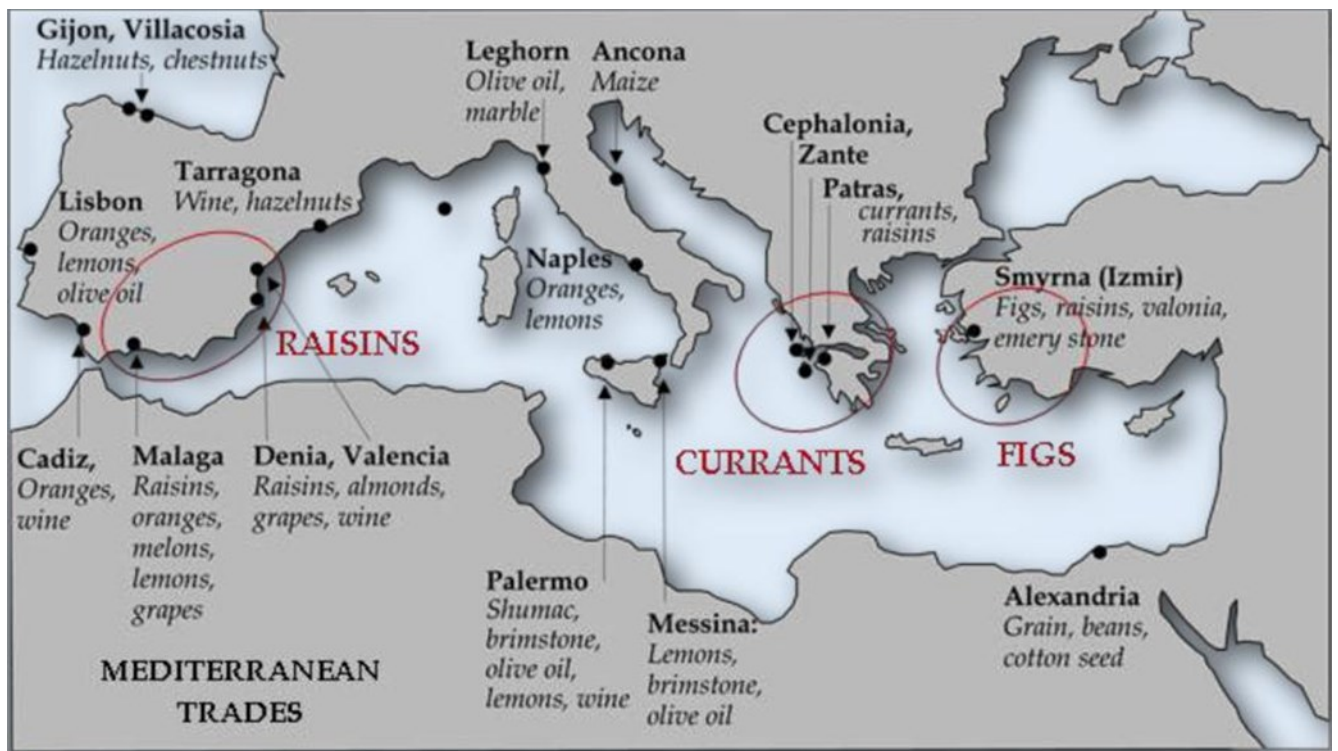 Gijon, Villacosia
Hazelnuts, chestnuts
Leghorn
Olive oil,
marble
Ancona
Maize
Cephalonia,
Zante
Patras,
currants,
raisins
Tarragona
Wine, hazelnuts
Lisbon
Oranges,
lemons,
olive oil
Naples
Oranges,
lemons
Smyrna (Izmir)
Figs, raisins, valonia,
emery stone
RAISINS
CURRANTS
FIGS
Cadiz,
Oranges,
wine
Malaga
Raisins,
oranges,
melons,
lemons,
grapes
Denia, Valencia
Raisins, almonds,
grapes, wine
Palermo
Shumac,
brimstone,
olive oil,
lemons, wine
Messina:
Lemons,
brimstone,
olive oil
Alexandria
Grain, beans,
cotton seed
MEDITERRANEAN
TRADES